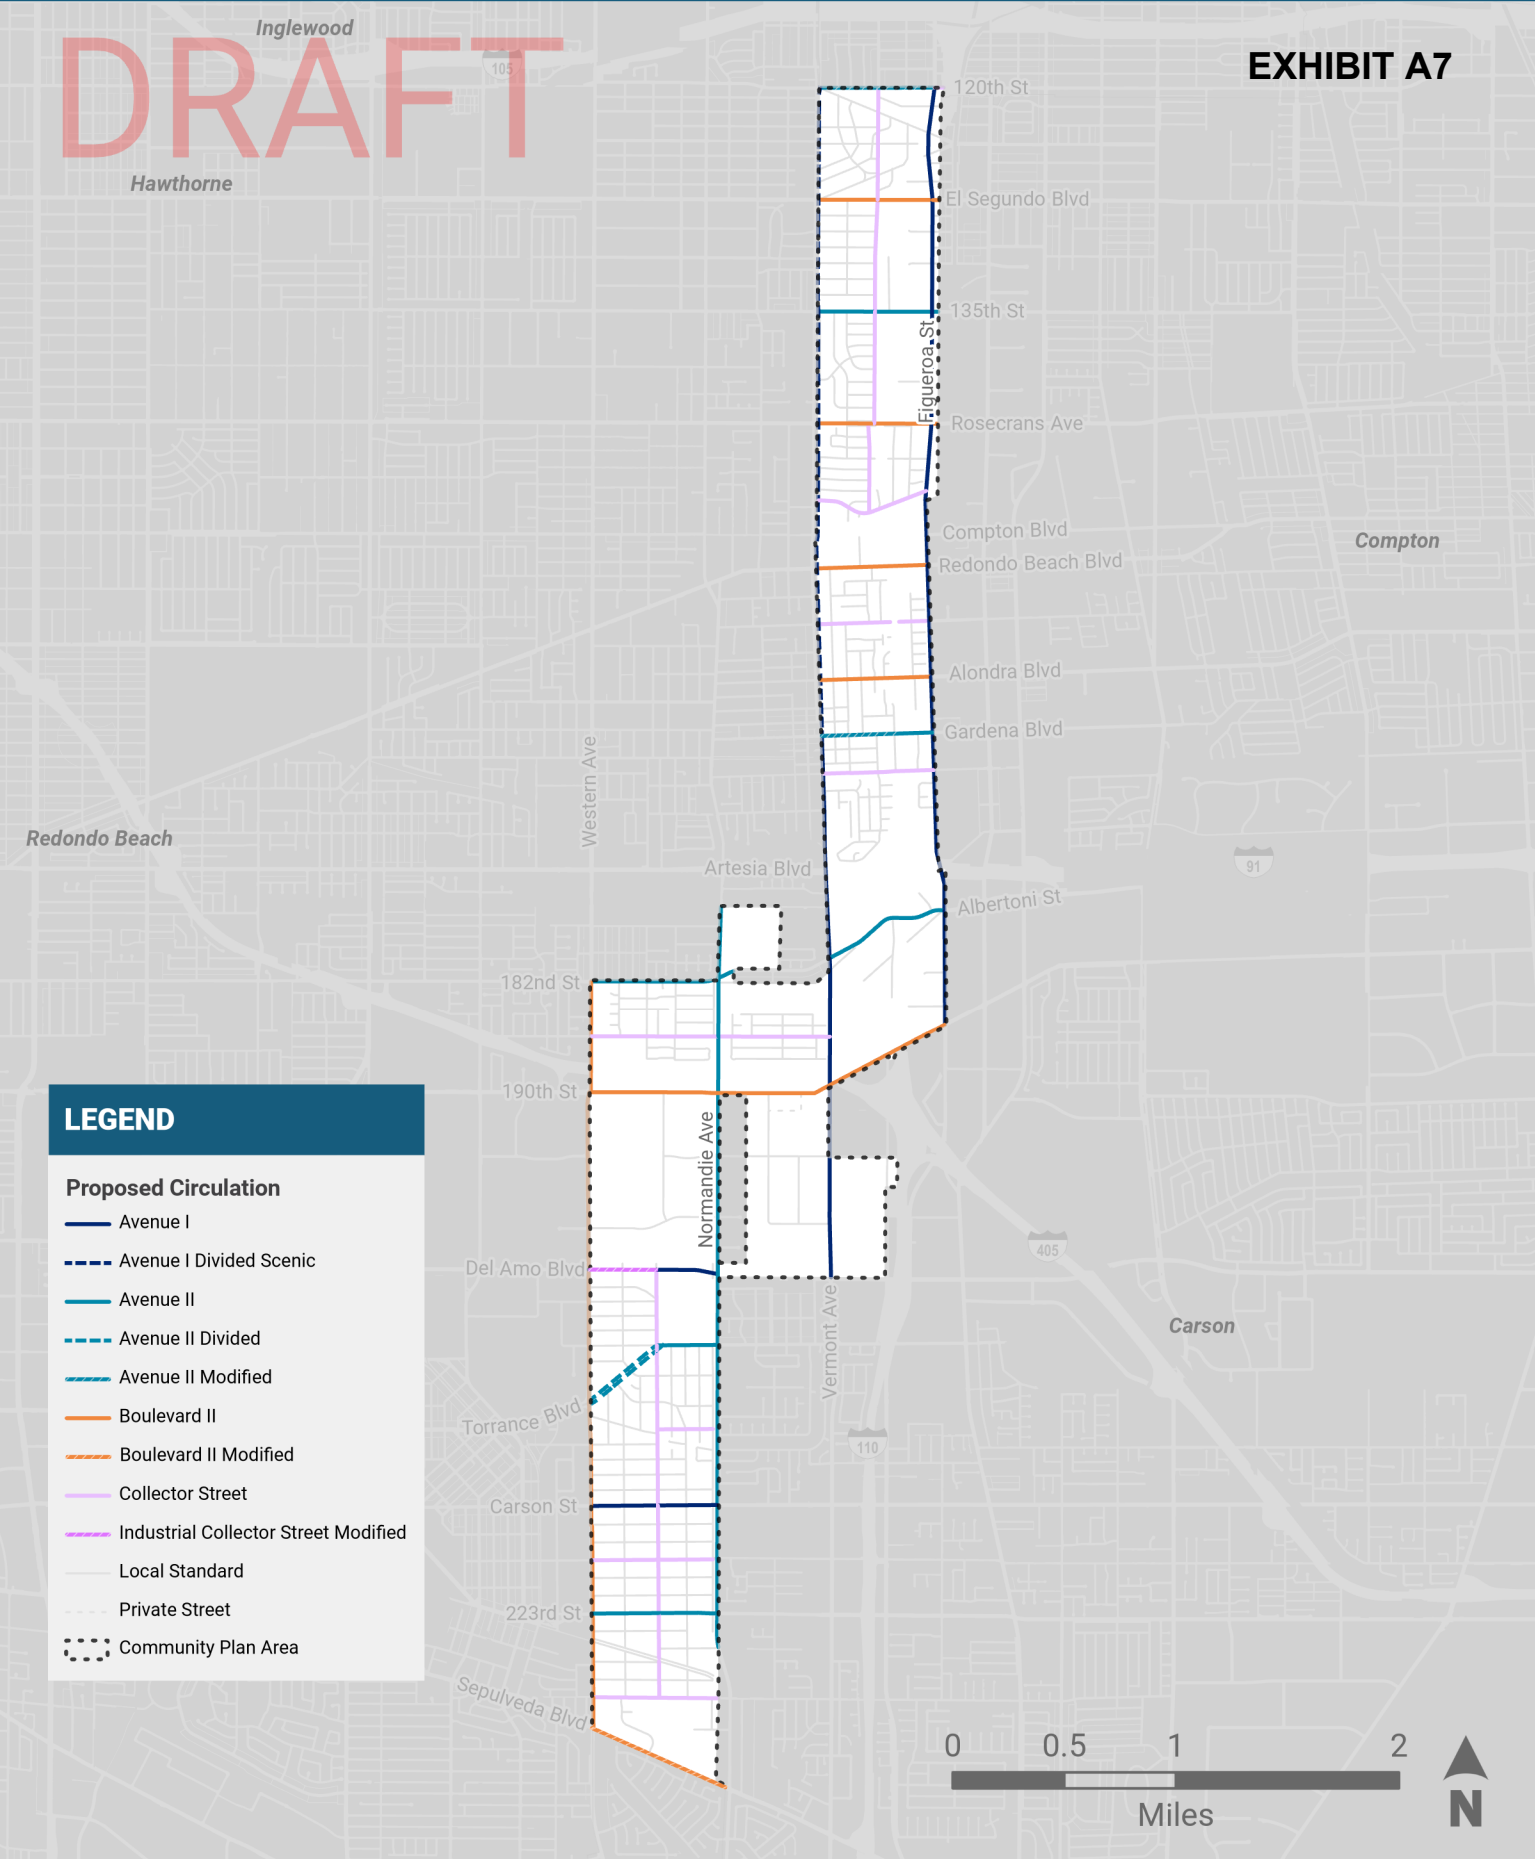 Inglewood
DRAFT
105
EXHIBIT A7
120th St
Hawthorne
El Segundo Blvd
135th St
Figueroa St
Rosecrans Ave
Compton Blvd
Compton
Redondo Beach Blvd
Alondra Blvd
Gardena Blvd
Western Ave
Redondo Beach
Artesia Blvd
91
Albertoni St
182nd St
190th St
Normandie Ave
405
Del Amo Blvd
Vermont Ave
Carson
Torrance Blvd
110
Carson St
223rd St
Sepulveda Blvd
LEGEND
Proposed Circulation
Avenue I
Avenue I Divided Scenic
Avenue II
Avenue II Divided
Avenue II Modified
Boulevard II
Boulevard II Modified
Collector Street
Industrial Collector Street Modified
Local Standard
Private Street
Community Plan Area
0 0.5 1 2
Miles
N